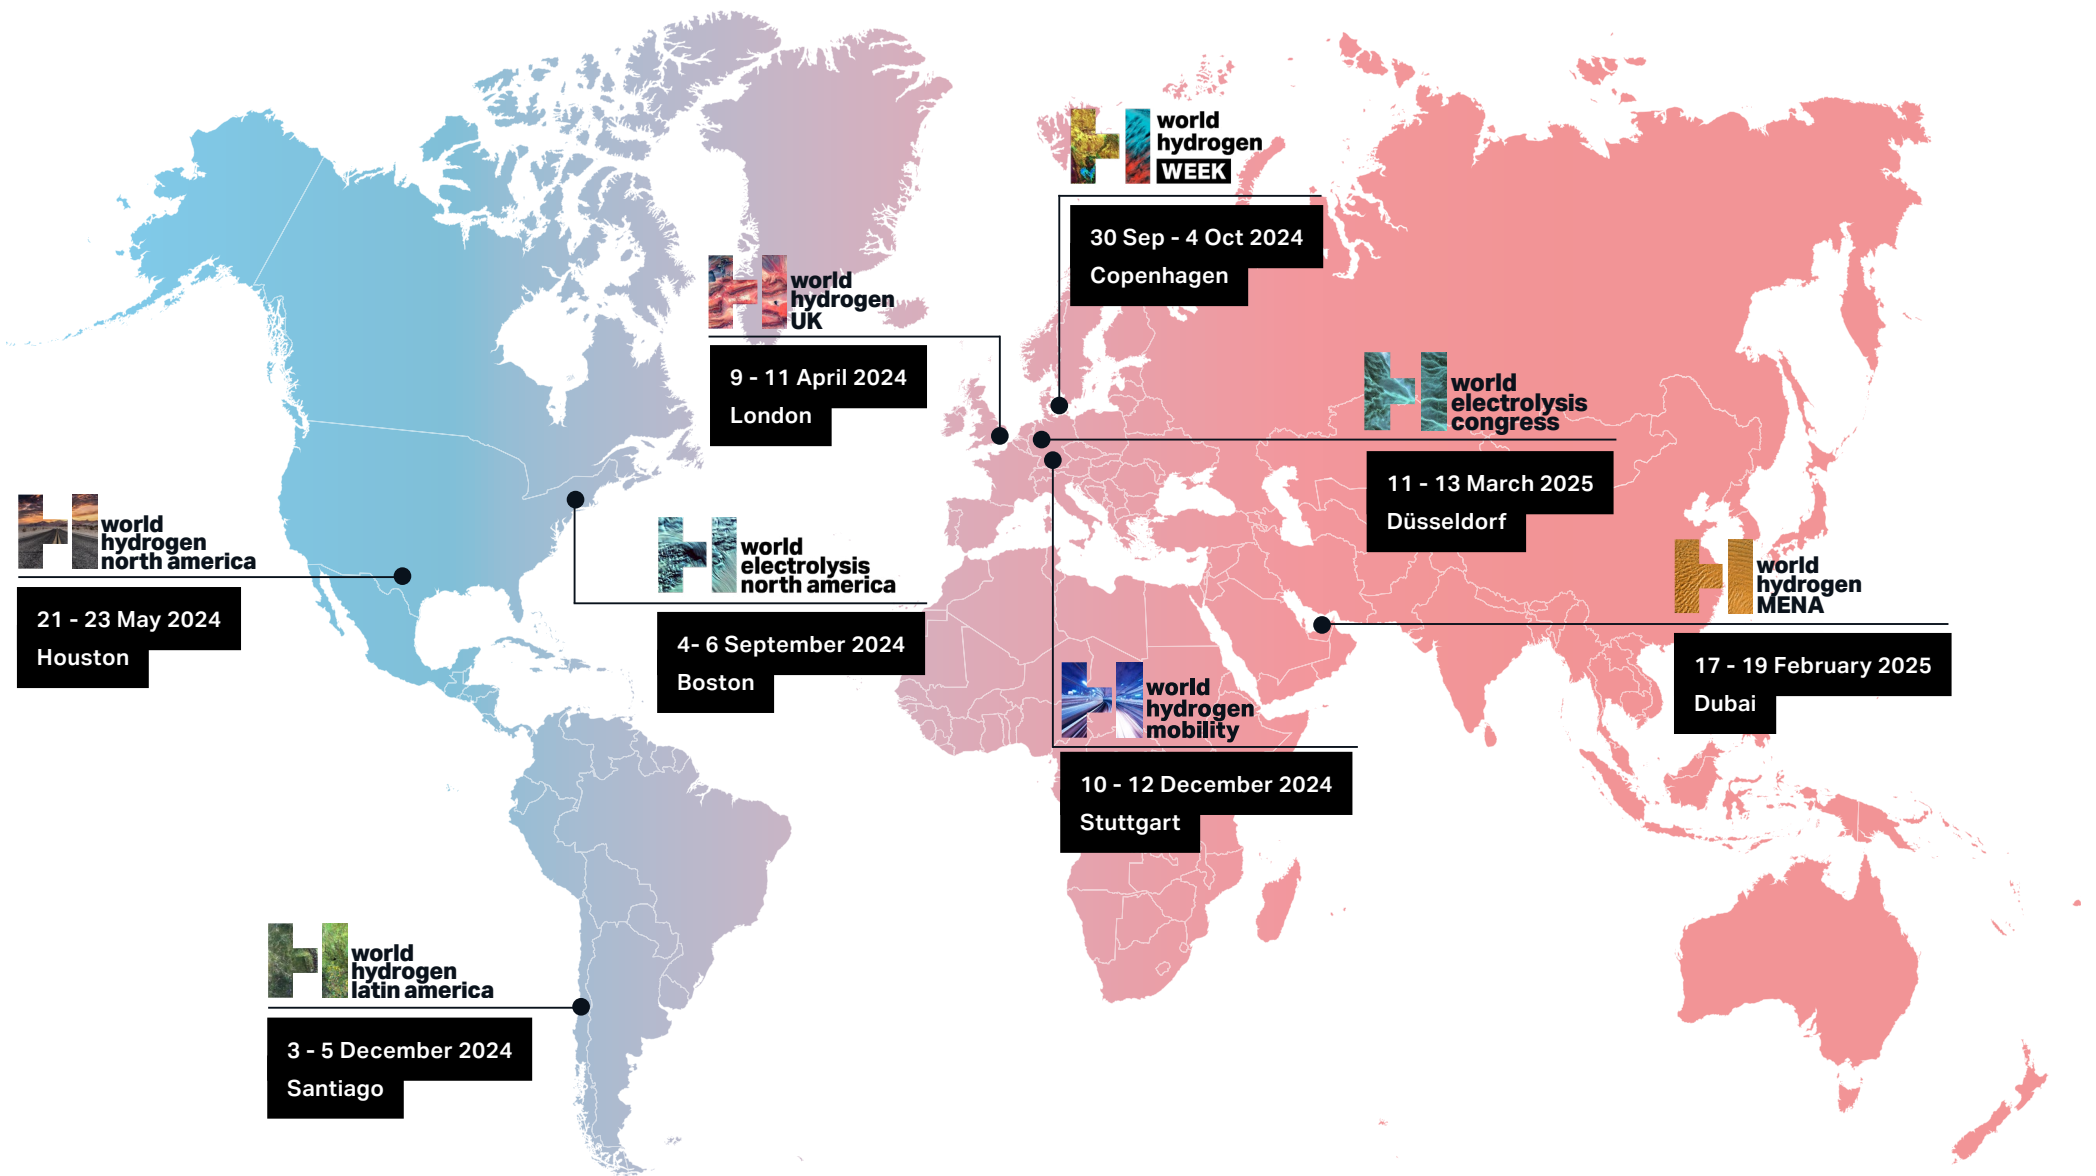 world
hydrogen
WEEK
30 Sep - 4 Oct 2024
Copenhagen
world
hydrogen
UK
9 - 11 April 2024
London
world
electrolysis
congress
11 - 13 March 2025
Düsseldorf
world
hydrogen
north america
21 - 23 May 2024
Houston
world
electrolysis
north america
4- 6 September 2024
Boston
world
hydrogen
MENA
17 - 19 February 2025
Dubai
world
hydrogen
mobility
10 - 12 December 2024
Stuttgart
world
hydrogen
latin america
3 - 5 December 2024
Santiago